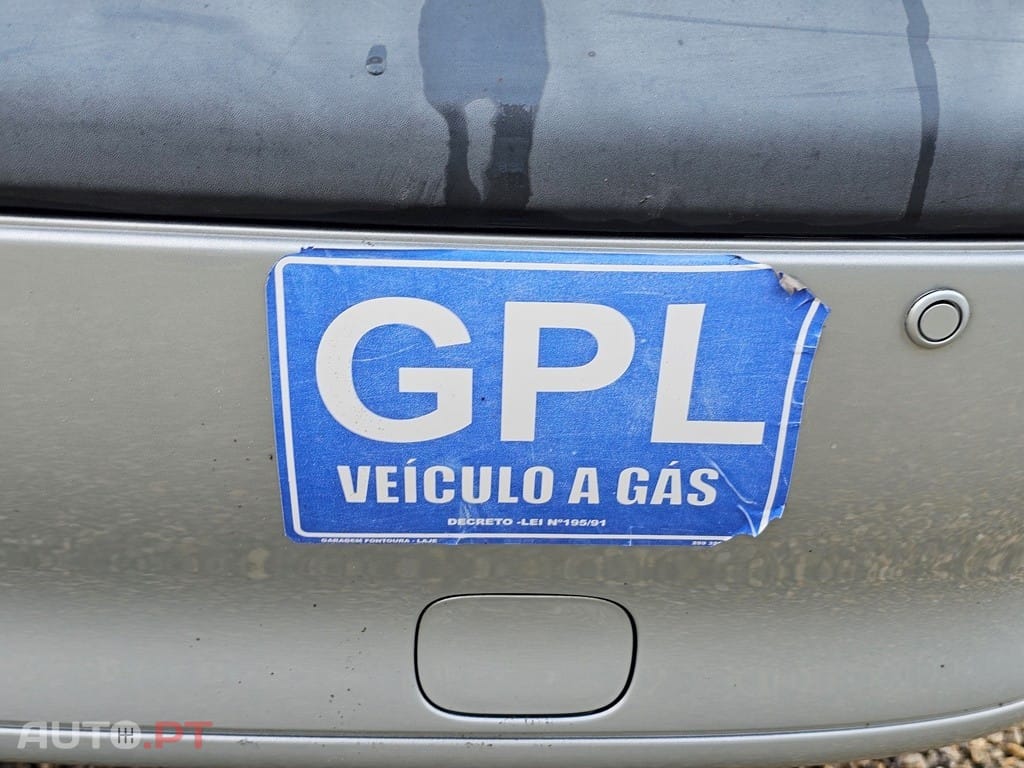 GPL
VEÍCULO A GÁS
DECRETO -LEI Nº195/91
GARAGEM FONTOURA - LAJE
AUTO.PT